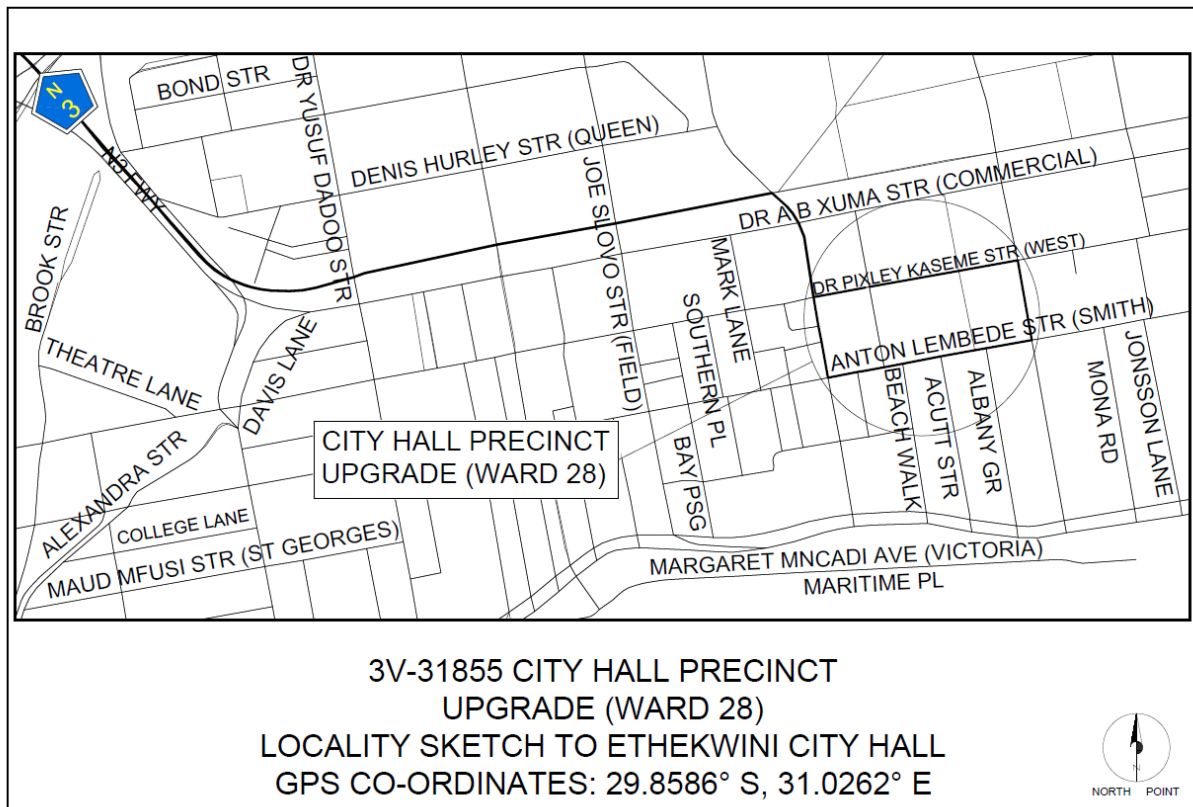 BOND STR
DR YUSUF DADOO STR
N
3
N3 FWY
DENIS HURLEY STR (QUEEN)
JOE SLOVO STR (FIELD)
DR A B XUMA STR (COMMERCIAL)
BROOK STR
MARK LANE
DR PIXLEY KASEME STR (WEST)
SOUTHERN PL
ANTON LEMBEDE STR (SMITH)
THEATRE LANE
DAVIS LANE
BEACH WALK
ACUTT STR
ALBANY GR
MONA RD
JONSSON LANE
CITY HALL PRECINCT
UPGRADE (WARD 28)
BAY PSG
ALEXANDRA STR
COLLEGE LANE
MAUD MFUSI STR (ST GEORGES)
MARGARET MNCADI AVE (VICTORIA)
MARITIME PL
3V-31855 CITY HALL PRECINCT
UPGRADE (WARD 28)
LOCALITY SKETCH TO ETHEKWINI CITY HALL
GPS CO-ORDINATES: 29.8586° S, 31.0262° E
N
NORTH POINT